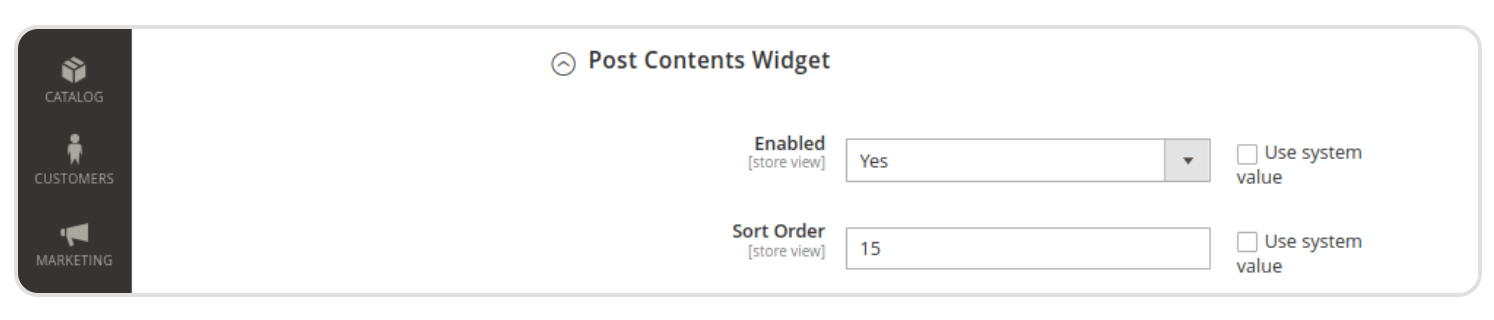 CATALOG
CUSTOMERS
MARKETING
Post Contents Widget
Enabled
[store view]
Yes
Use system
value
Sort Order
[store view]
15
Use system
value